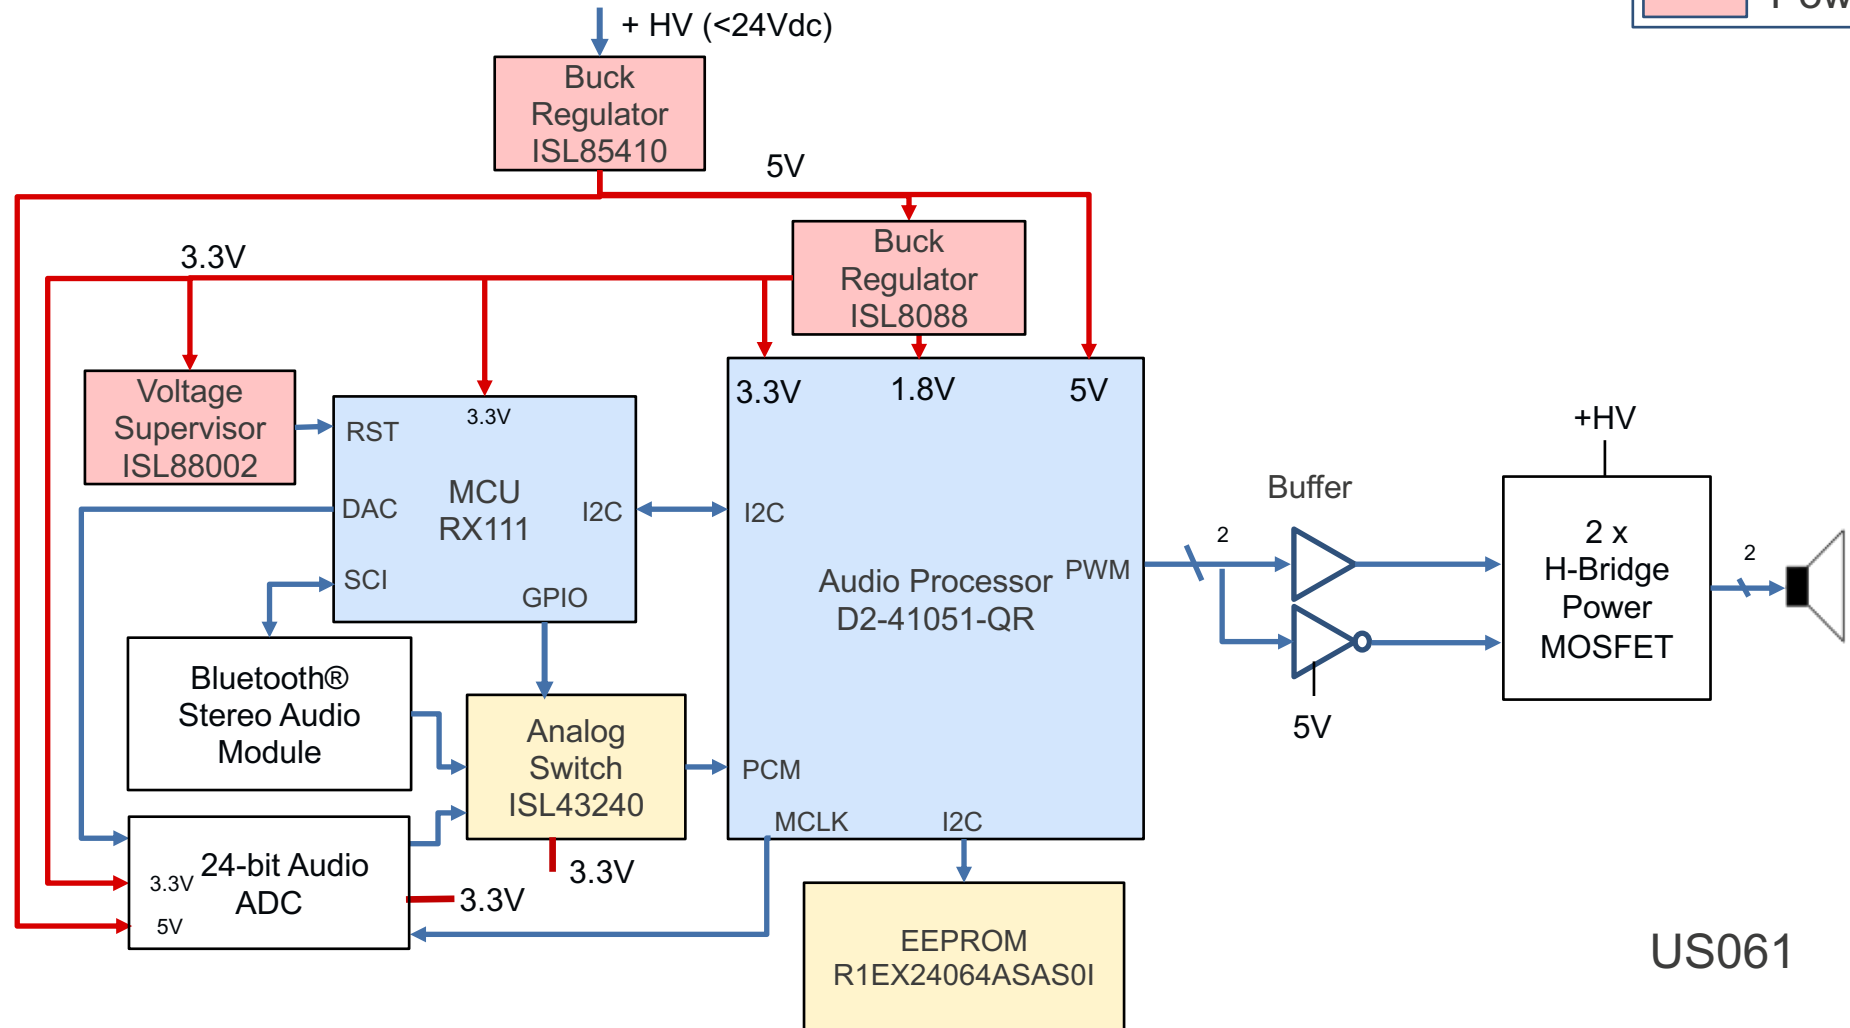 + HV (<24Vdc)
Buck
Regulator
ISL85410
5V
3.3V
Buck
Regulator
ISL8088
Voltage
Supervisor
ISL88002
RST
3.3V
MCU
RX111
DAC
I2C
SCI
GPIO
3.3V
1.8V
5V
I2C
Audio Processor
D2-41051-QR
PWM
PCM
MCLK
I2C
2
Buffer
5V
+HV
2 x
H-Bridge
Power
MOSFET
2
Bluetooth®
Stereo Audio
Module
Analog
Switch
ISL43240
3.3V
24-bit Audio
ADC
3.3V
5V
3.3V
EEPROM
R1EX24064ASAS0I
US061